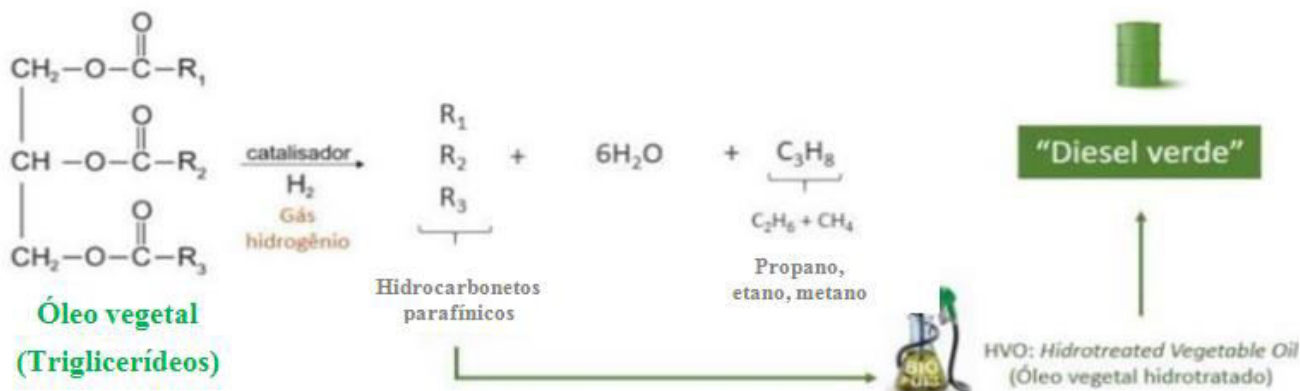 O
CH₂–O–C–R₁
O
CH–O–C–R₂
O
CH₂–O–C–R₃
Óleo vegetal
(Triglicerídeos)
catalisador
H₂
Gás
hidrogênio
R₁
R₂
R₃
Hidrocarbonetos
parafínicos
+
6H₂O
+
C₃H₈
C₂H₆ + CH₄
Propano,
etano, metano
"Diesel verde"
BIO
HVO: Hidrotreated Vegetable Oil
(Óleo vegetal hidrotratado)